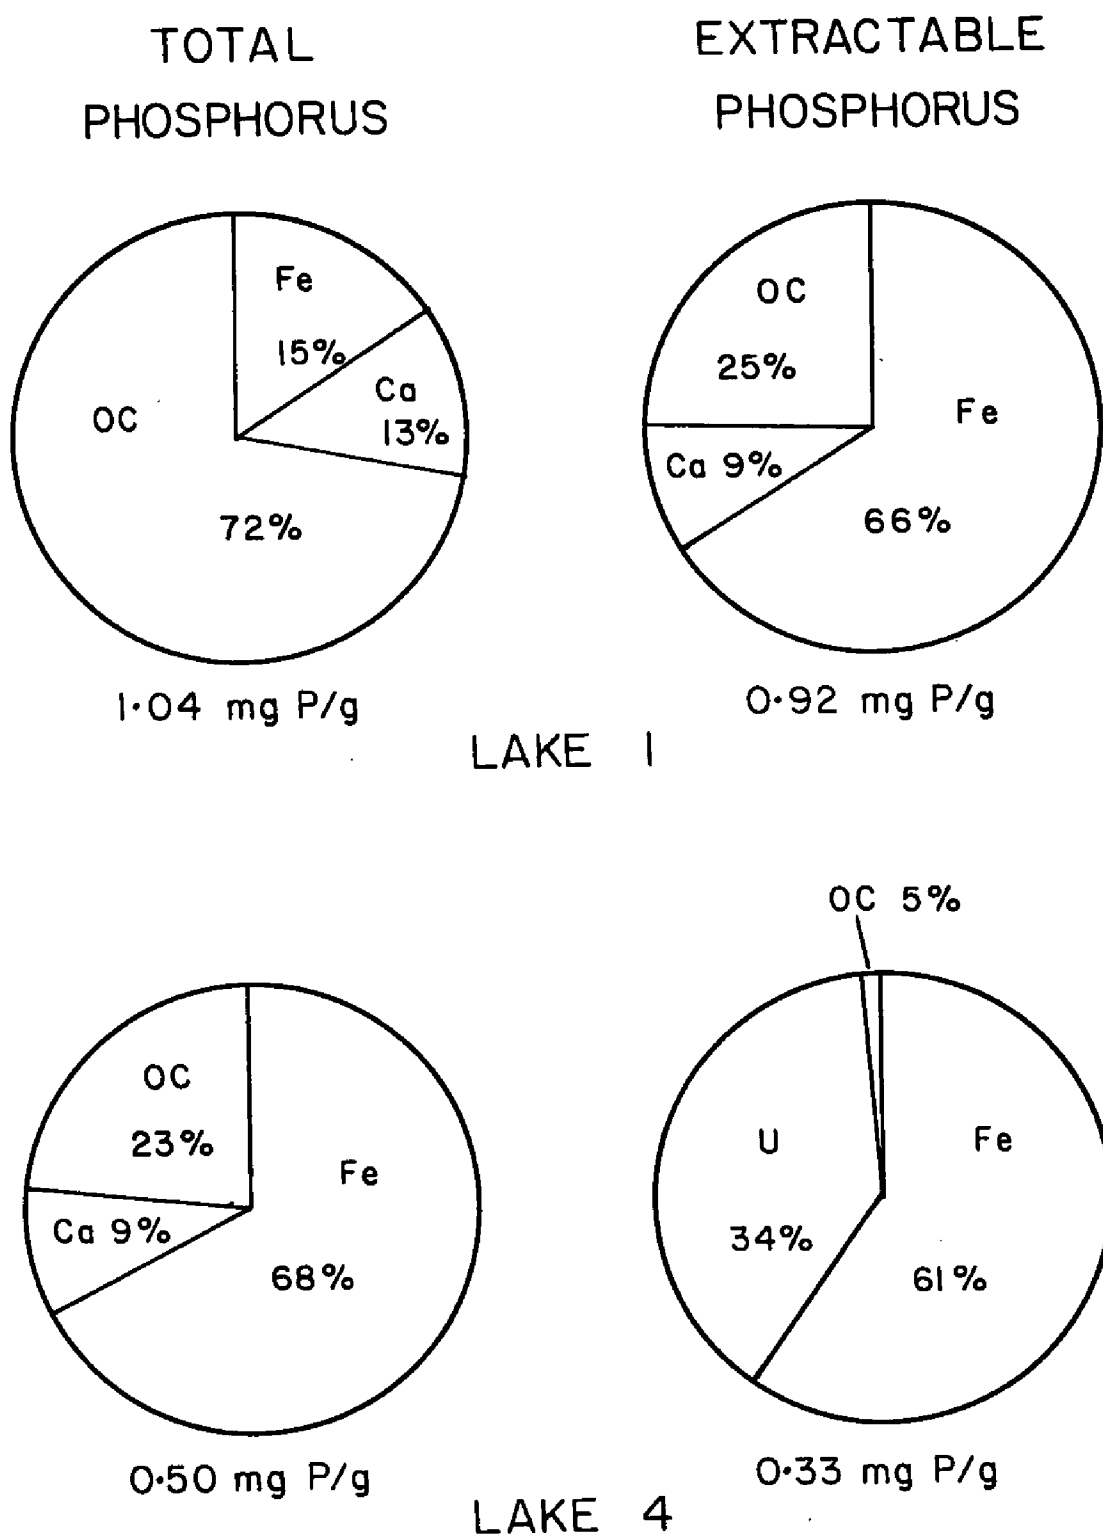 TOTAL
PHOSPHORUS
EXTRACTABLE
PHOSPHORUS
Fe
15%
Ca
13%
OC
72%
1·04 mg P/g
OC
25%
Fe
Ca 9%
66%
0·92 mg P/g
LAKE 1
OC
23%
Fe
Ca 9%
68%
0·50 mg P/g
OC 5%
U
34%
Fe
61%
0·33 mg P/g
LAKE 4